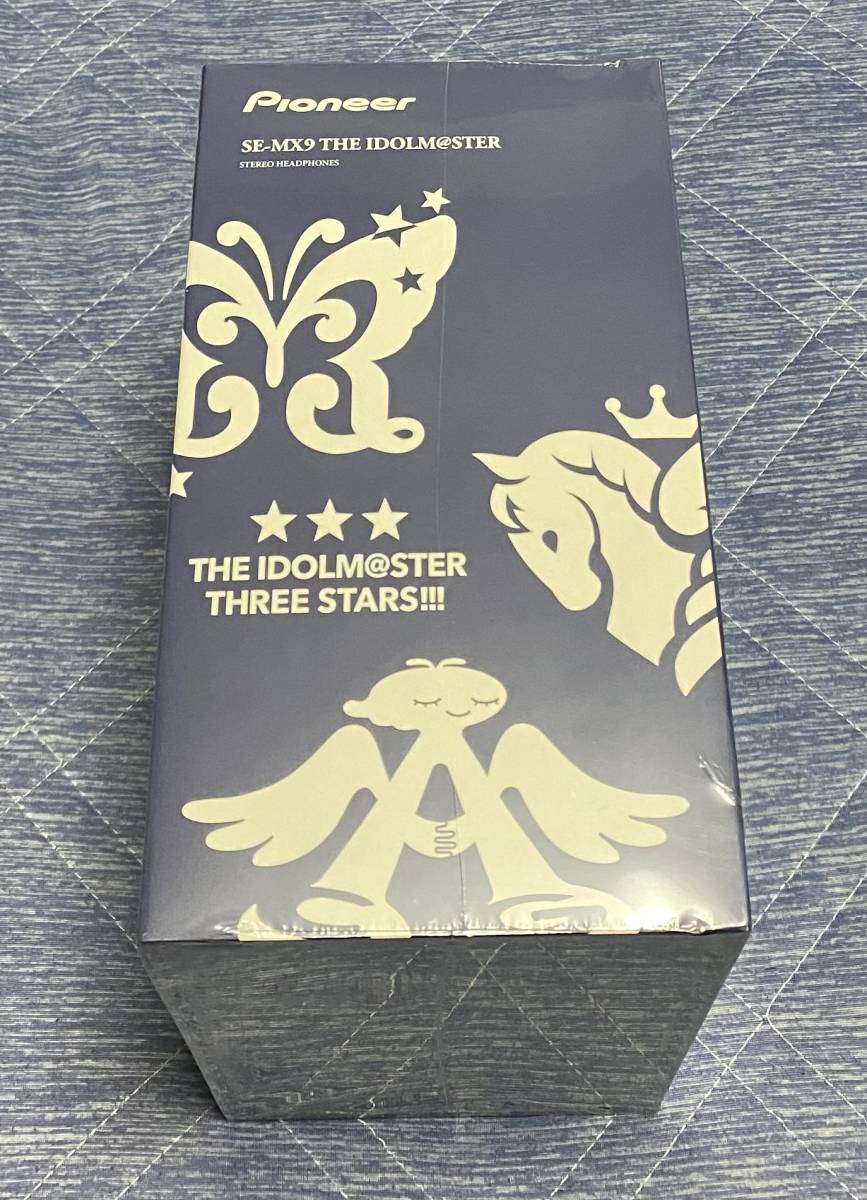 Pioneer
SE-MX9 THE IDOLM@STER
STEREO HEADPHONES
THE IDOLM@STER
THREE STARS!!!